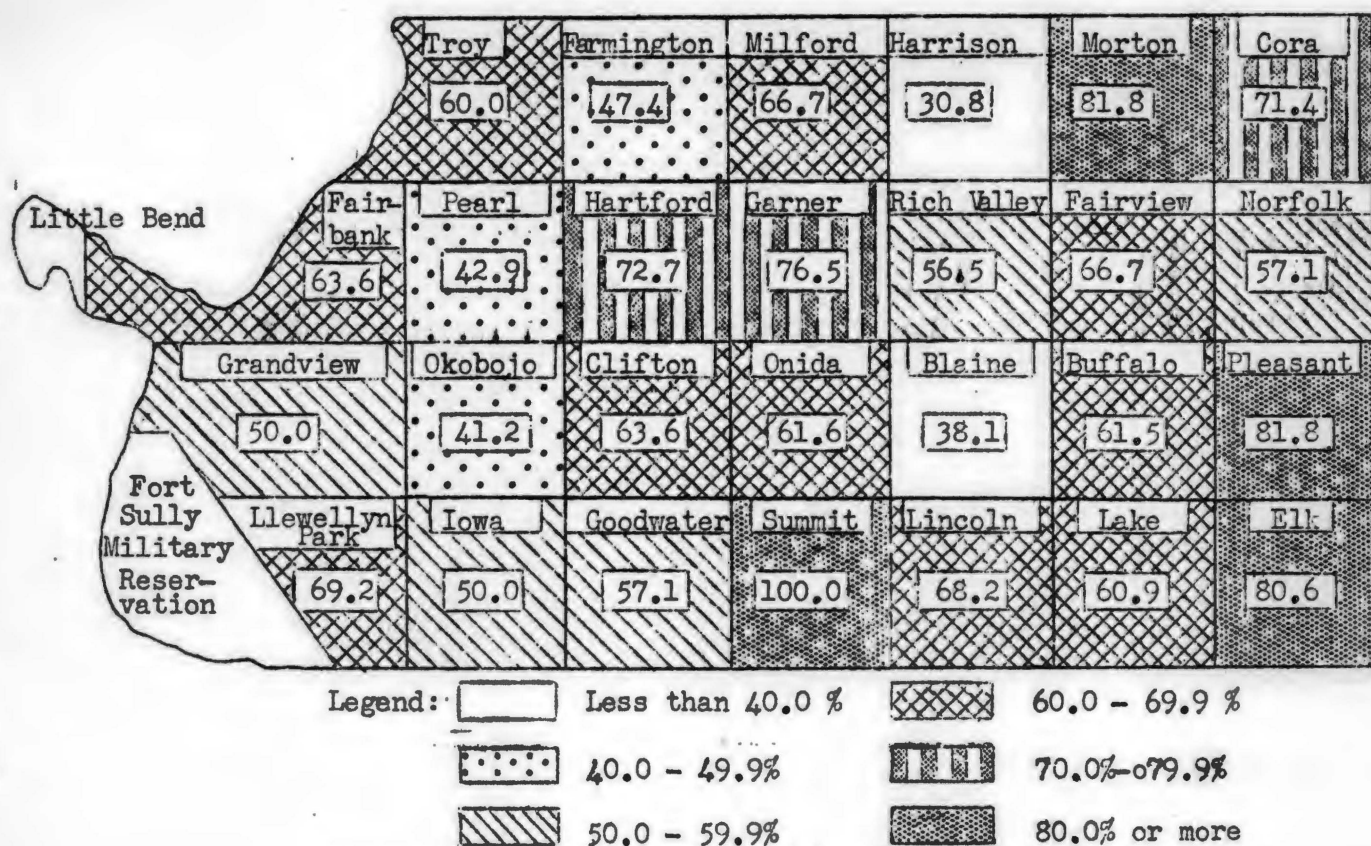 Troy Farmington Milford Harrison Morton Cora
60.0 47.4 66.7 30.8 81.8 71.4
Little Bend
Fair-
bank
Pearl Hartford Garner Rich Valley Fairview Norfolk
63.6 42.9 72.7 76.5 56.5 66.7 57.1
Grandview Okobojo Clifton Onida Blaine Buffalo Pleasant
50.0 41.2 63.6 61.6 38.1 61.5 81.8
Fort
Sully
Military
Reser-
vation
Llewellyn
Park
Iowa Goodwater Summit Lincoln Lake Elk
69.2 50.0 57.1 100.0 68.2 60.9 80.6
Legend: Less than 40.0 % 60.0 - 69.9 %
40.0 - 49.9% 70.0%-o79.9%
50.0 - 59.9% 80.0% or more